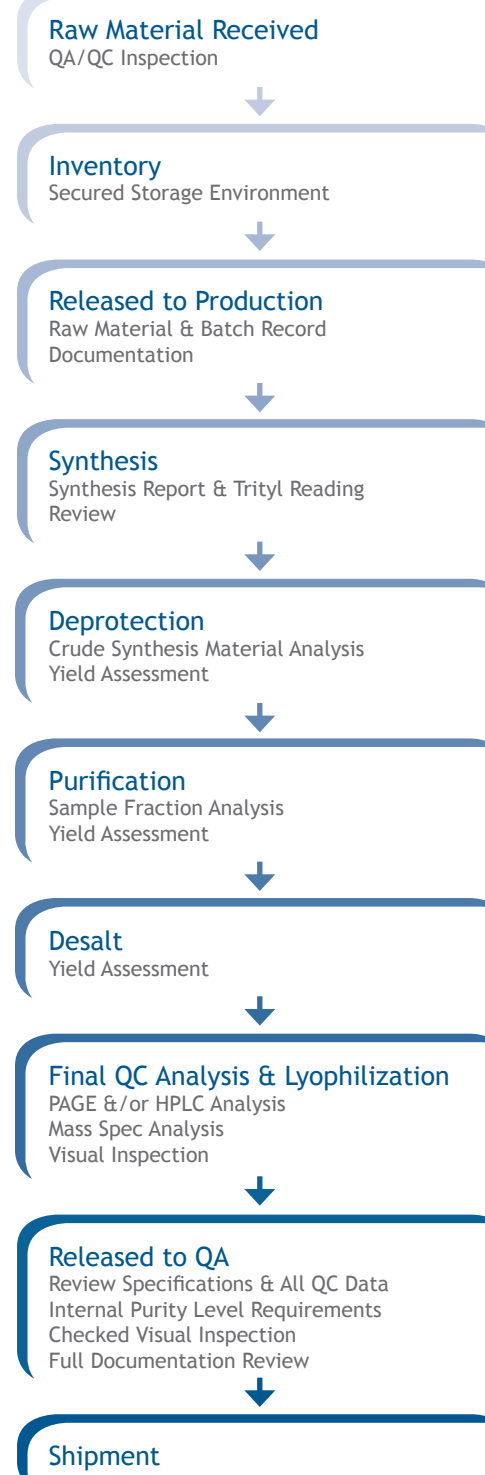 Raw Material Received
QA/QC Inspection
Inventory
Secured Storage Environment
Released to Production
Raw Material & Batch Record
Documentation
Synthesis
Synthesis Report & Trityl Reading
Review
Deprotection
Crude Synthesis Material Analysis
Yield Assessment
Purification
Sample Fraction Analysis
Yield Assessment
Desalt
Yield Assessment
Final QC Analysis & Lyophilization
PAGE &/or HPLC Analysis
Mass Spec Analysis
Visual Inspection
Released to QA
Review Specifications & All QC Data
Internal Purity Level Requirements
Checked Visual Inspection
Full Documentation Review
Shipment